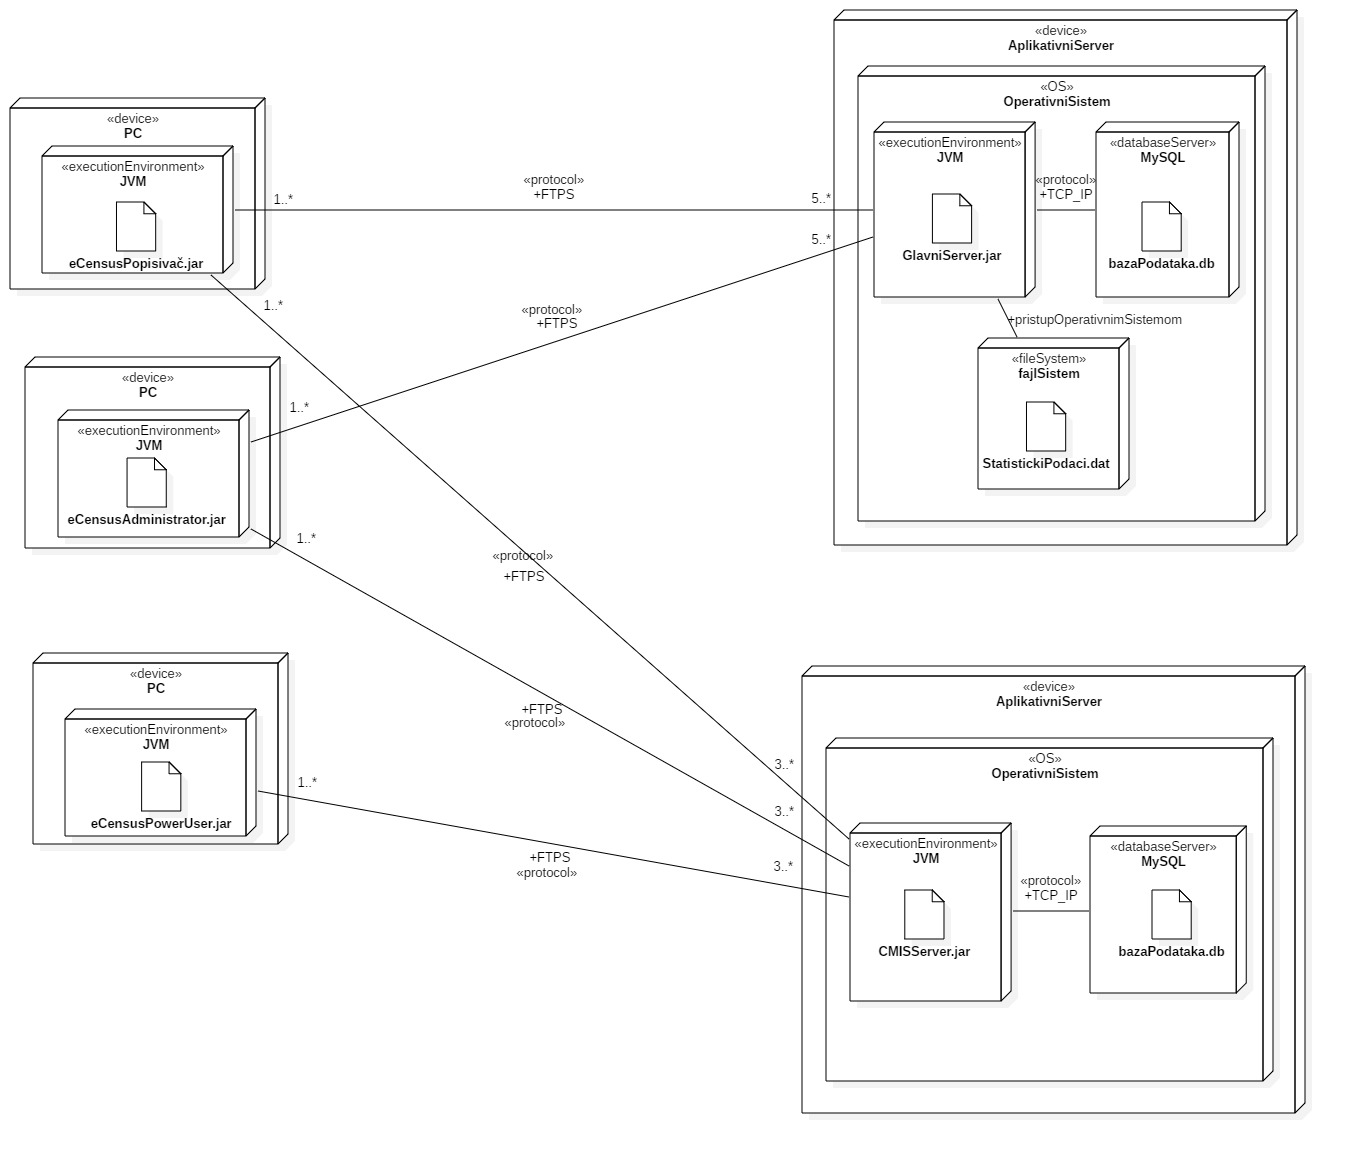 «device»
AplikativniServer
«OS»
OperativniSistem
«executionEnvironment»
JVM
GlavniServer.jar
«protocol»
+TCP_IP
«databaseServer»
MySQL
bazaPodataka.db
+pristupOperativnimSistemom
«fileSystem»
fajlSistem
StatistickiPodaci.dat
«device»
PC
«executionEnvironment»
JVM
eCensusPopisivač.jar
1..*
«protocol»
+FTPS
5..*
5..*
1..*
«protocol»
+FTPS
«device»
PC
«executionEnvironment»
JVM
eCensusAdministrator.jar
1..*
1..*
«protocol»
+FTPS
+FTPS
«protocol»
«device»
PC
«executionEnvironment»
JVM
eCensusPowerUser.jar
1..*
+FTPS
«protocol»
3..*
3..*
3..*
«device»
AplikativniServer
«OS»
OperativniSistem
«executionEnvironment»
JVM
CMISServer.jar
«protocol»
+TCP_IP
«databaseServer»
MySQL
bazaPodataka.db